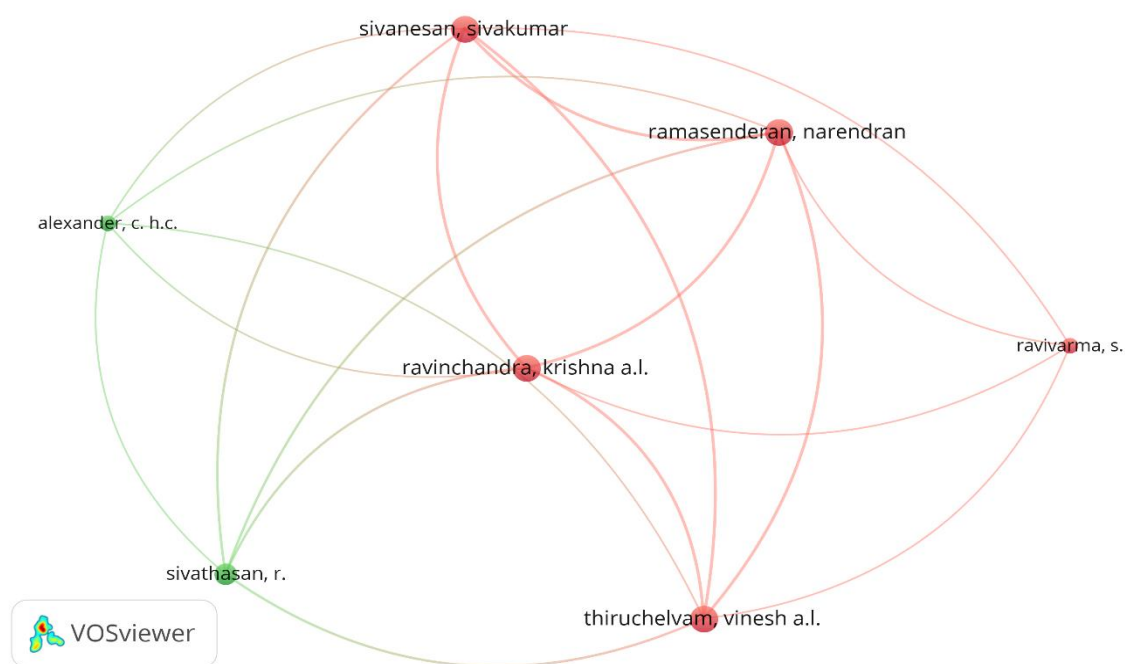 sivanesan, sivakumar
ramasenderan, narendran
alexander, c. h.c.
ravivarma, s.
ravinchandra, krishna a.l.
sivathasan, r.
thiruchelvam, vinesh a.l.
VOSviewer